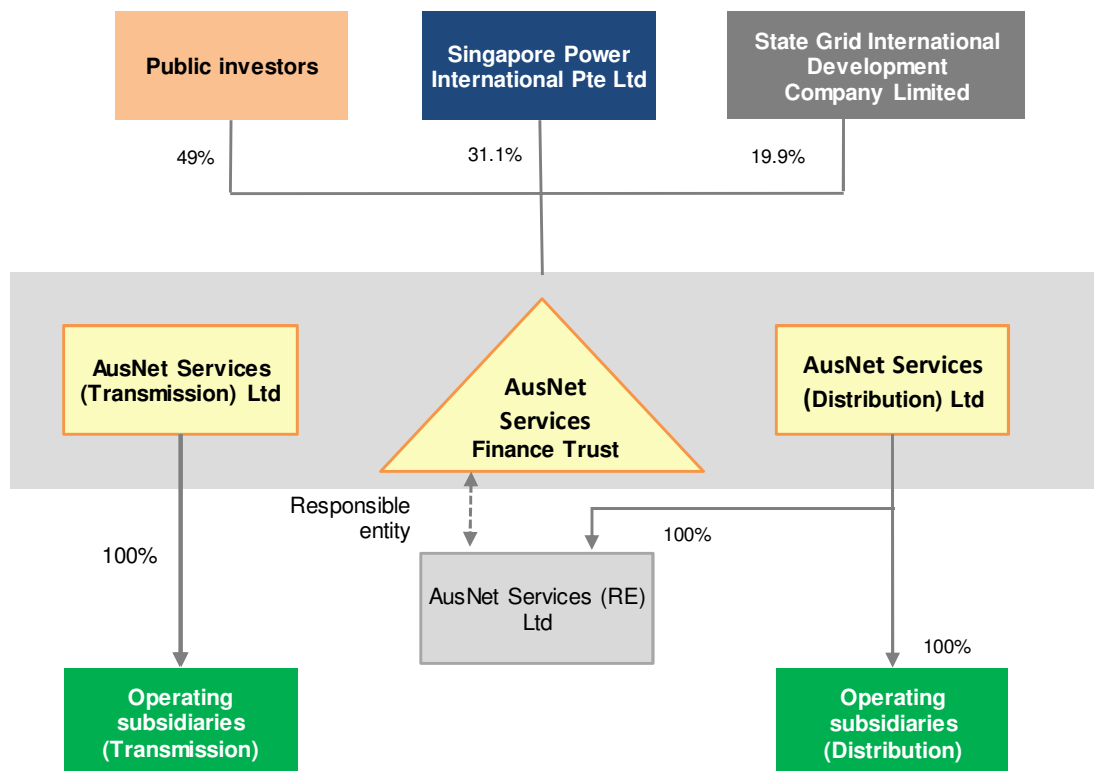 Public investors
Singapore Power
International Pte Ltd
State Grid International
Development
Company Limited
49%
31.1%
19.9%
AusNet Services
(Transmission) Ltd
AusNet
Services
Finance Trust
AusNet Services
(Distribution) Ltd
Responsible
entity
100%
100%
AusNet Services (RE)
Ltd
100%
Operating
subsidiaries
(Transmission)
Operating
subsidiaries
(Distribution)